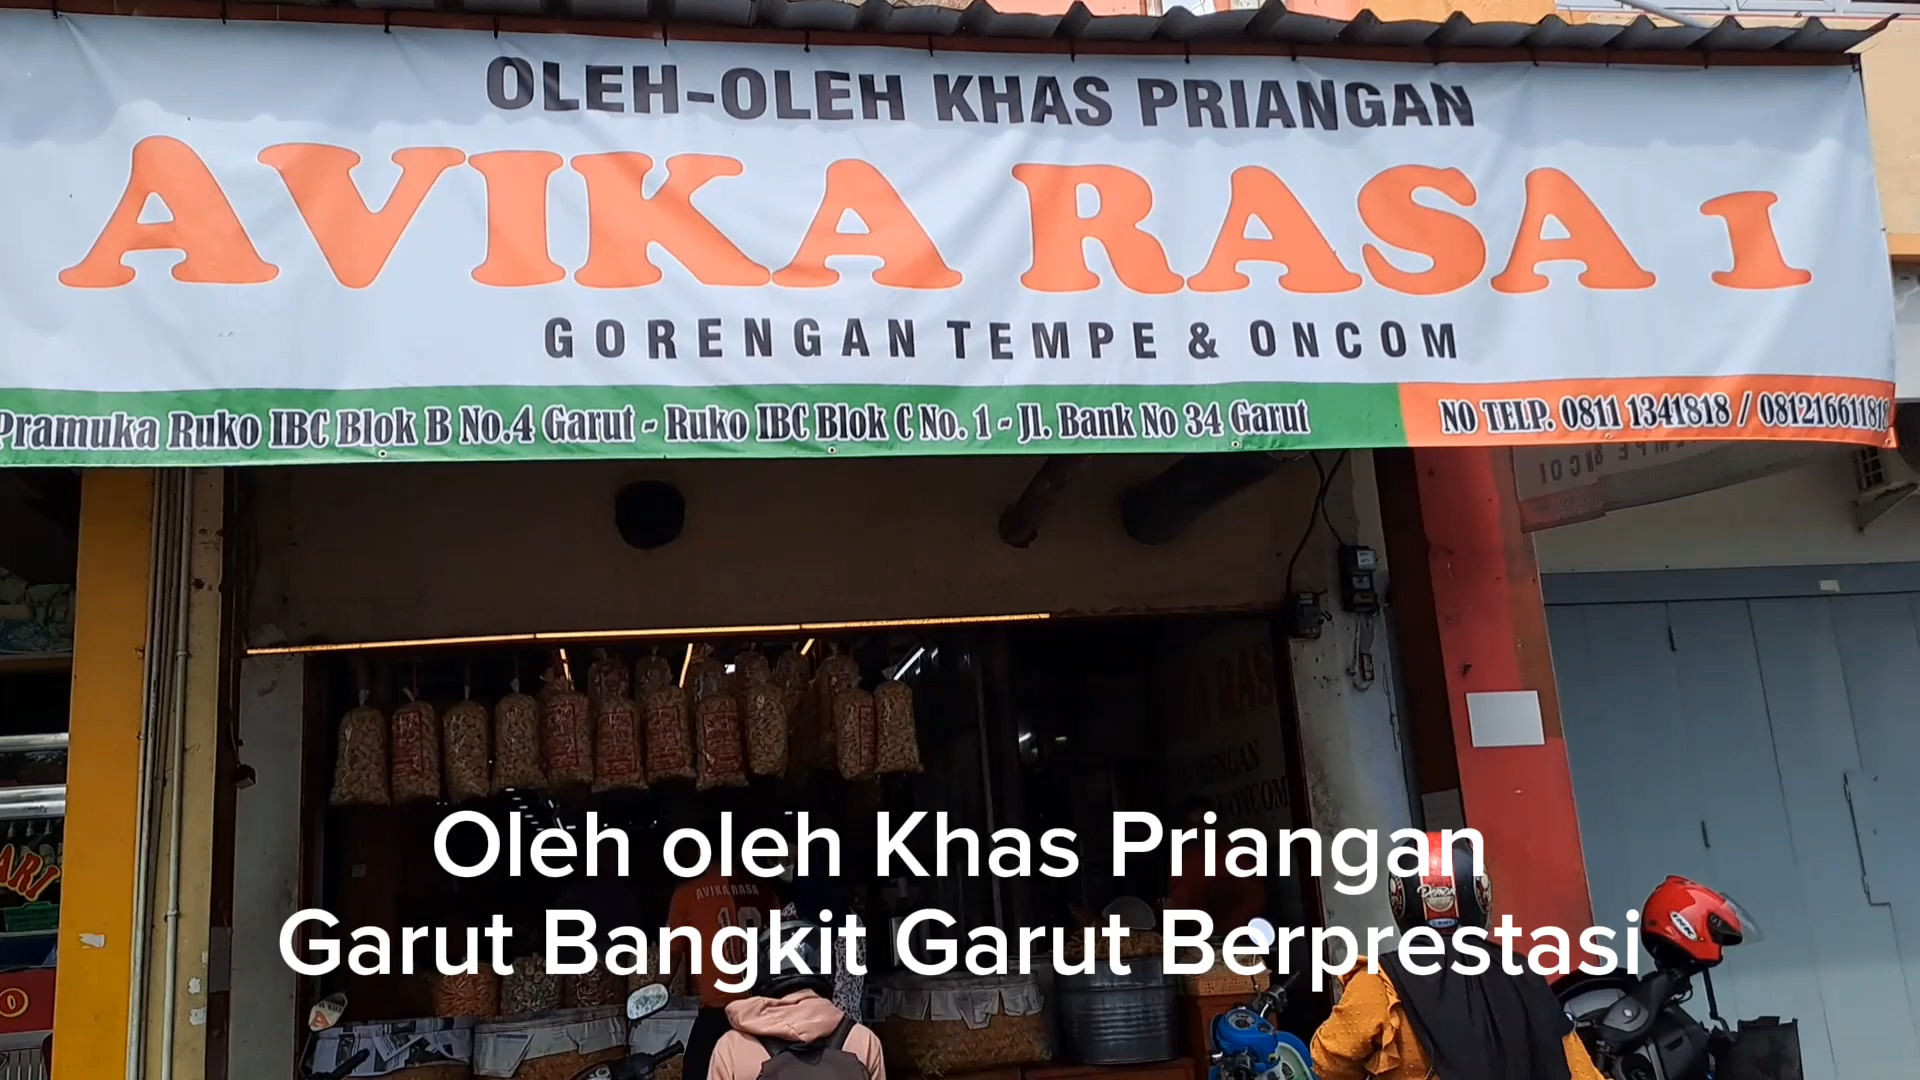 OLEH-OLEH KHAS PRIANGAN
AVIKA RASA 1
GORENGAN TEMPE & ONCOM
Pramuka Ruko IBC Blok B No.4 Garut - Ruko IBC Blok C No. 1 - Jl. Bank No 34 Garut
NO TELP. 0811 1341818 / 081216611818
AVIKA RASA
Oleh oleh Khas Priangan
Garut Bangkit Garut Berprestasi